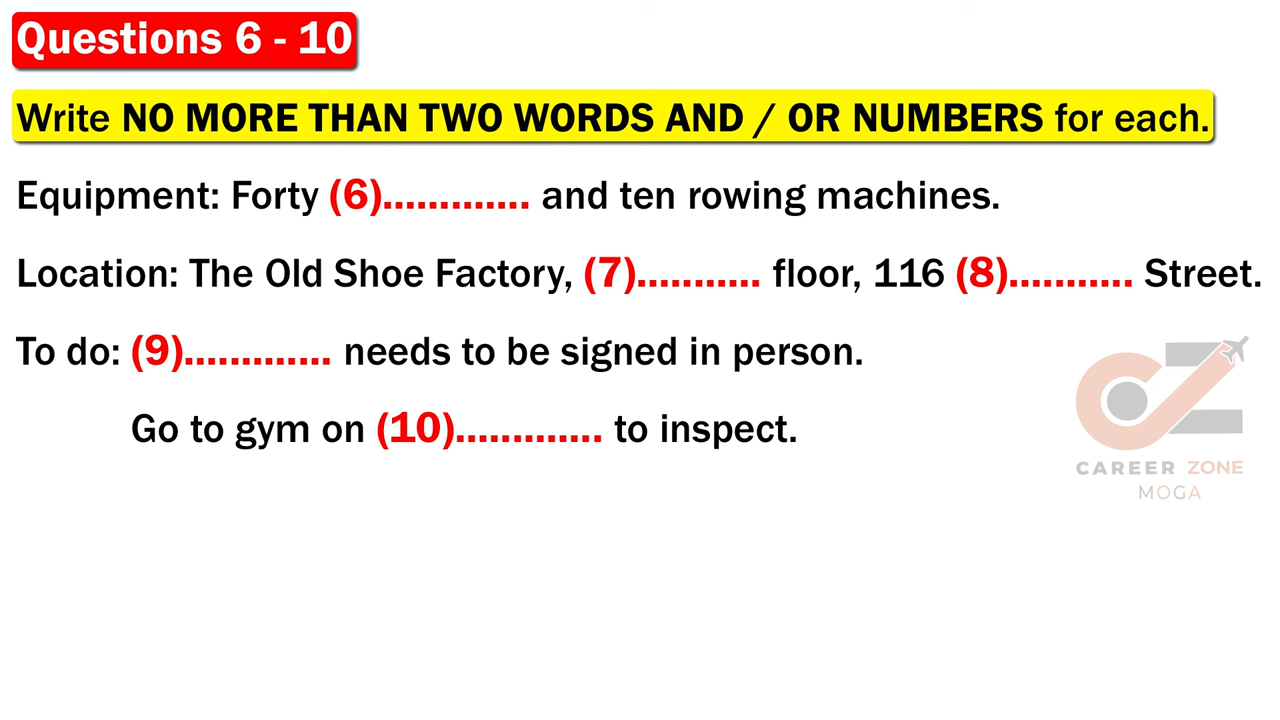 Questions 6 - 10
Write NO MORE THAN TWO WORDS AND / OR NUMBERS for each.
Equipment: Forty (6)............. and ten rowing machines.
Location: The Old Shoe Factory, (7)........... floor, 116 (8)........... Street.
To do: (9)............. needs to be signed in person.
Go to gym on (10)............. to inspect.
CAREER ZONE
MOGA